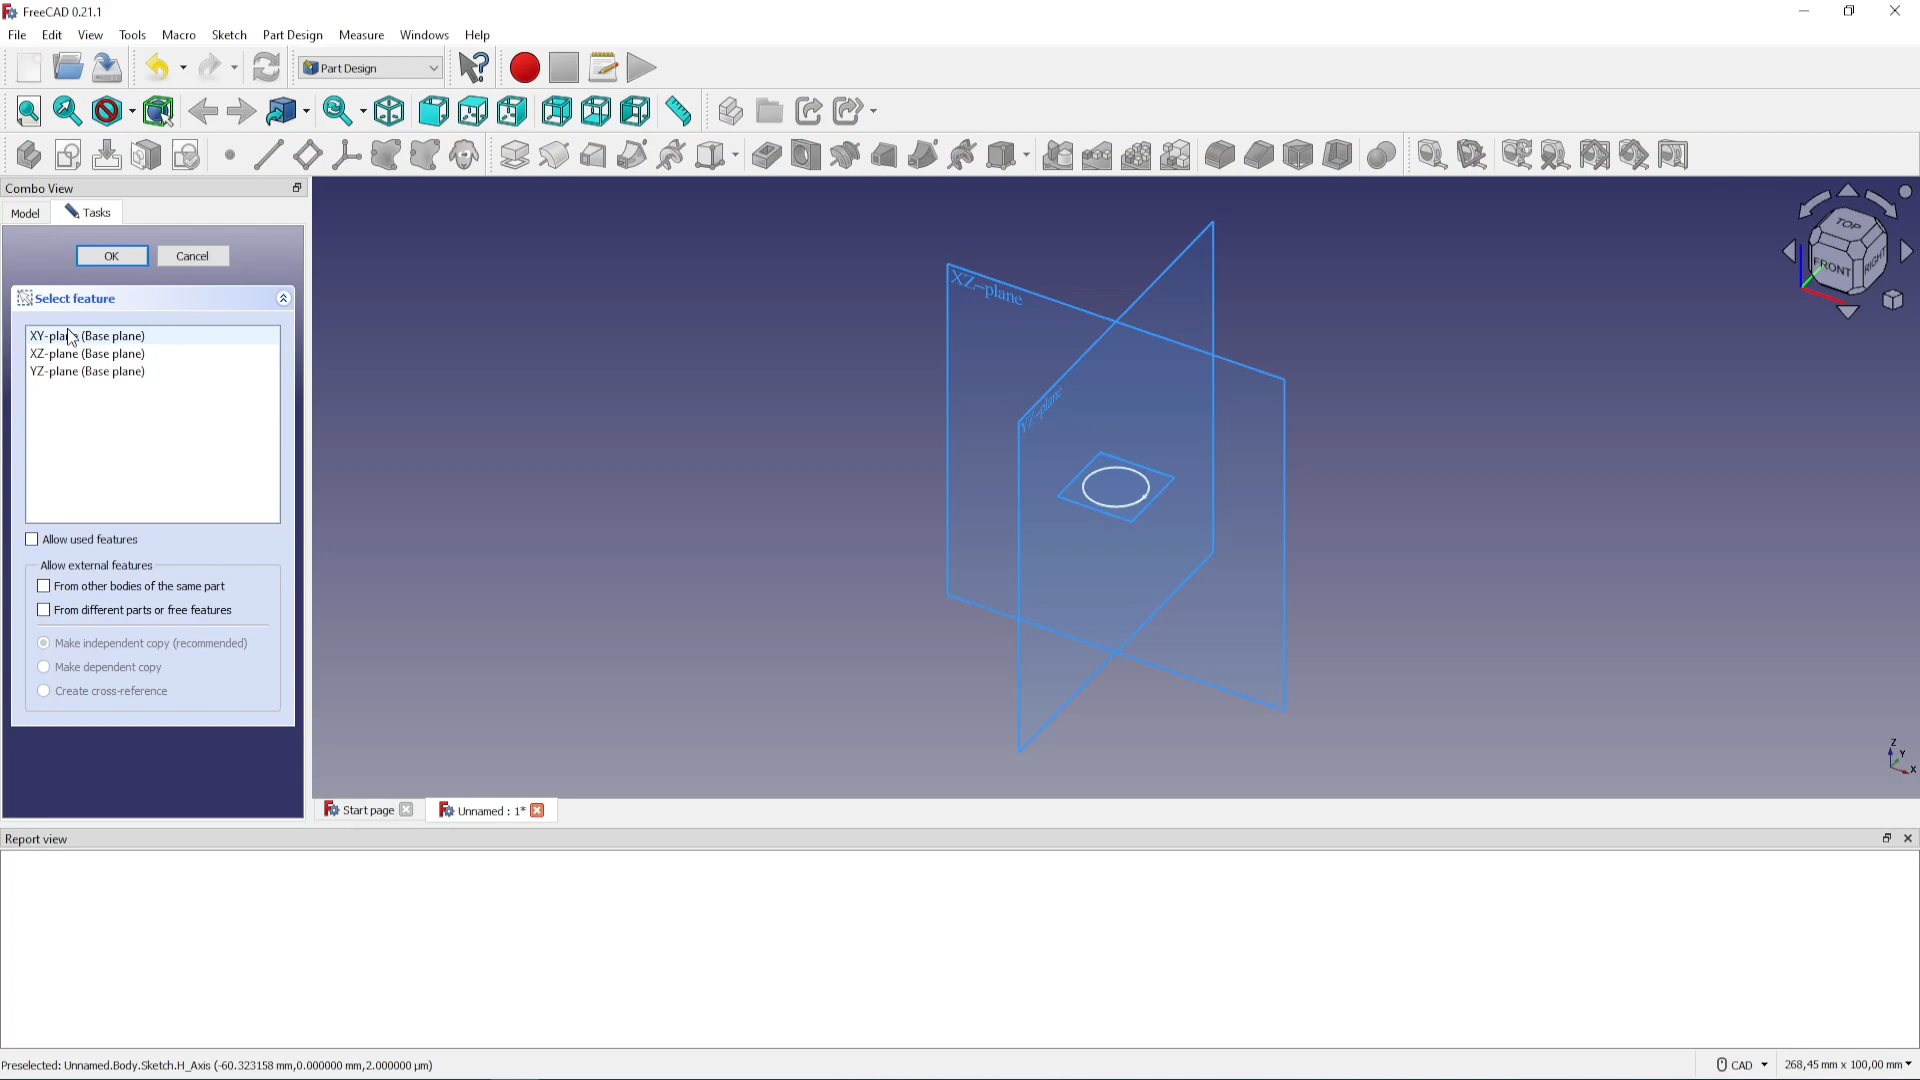 FreeCAD 0.21.1
File Edit View Tools Macro Sketch Part Design Measure Windows Help
Part Design
Combo View
Model Tasks
OK Cancel
Select feature
XY-plane (Base plane)
XZ-plane (Base plane)
YZ-plane (Base plane)
Allow used features
Allow external features
From other bodies of the same part
From different parts or free features
Make independent copy (recommended)
Make dependent copy
Create cross-reference
XZ-plane
YZ-plane
TOP
FRONT
RIGHT
Z
Y
X
Start page Unnamed : 1*
Report view
Preselected: Unnamed.Body.Sketch.H_Axis (-60.323158 mm,0.000000 mm,2.000000 µm)
CAD 268,45 mm x 100,00 mm